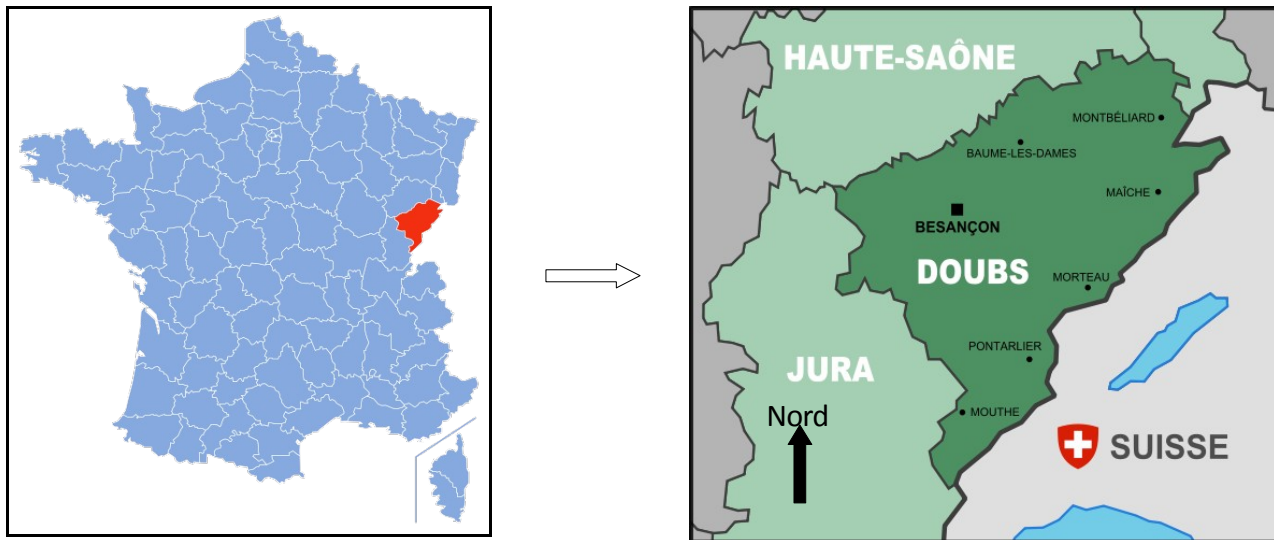 HAUTE-SAÔNE
MONTBÉLIARD
BAUME-LES-DAMES
MAÎCHE
BESANÇON
DOUBS
MORTEAU
PONTARLIER
JURA
MOUTHE
Nord
SUISSE